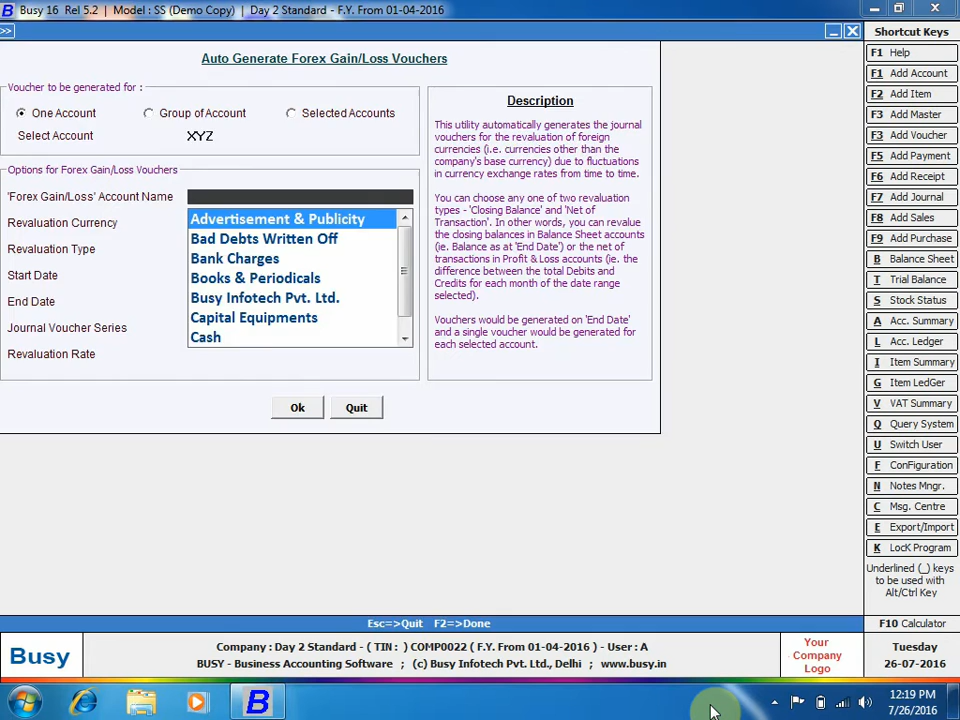 B Busy 16 Rel 5.2 | Model : SS (Demo Copy) | Day 2 Standard - F.Y. From 01-04-2016
>>
Auto Generate Forex Gain/Loss Vouchers
Voucher to be generated for :
One Account Group of Account Selected Accounts
Select Account XYZ
Options for Forex Gain/Loss Vouchers
'Forex Gain/Loss' Account Name
Revaluation Currency
Revaluation Type
Start Date
End Date
Journal Voucher Series
Revaluation Rate
Advertisement & Publicity
Bad Debts Written Off
Bank Charges
Books & Periodicals
Busy Infotech Pvt. Ltd.
Capital Equipments
Cash
Ok Quit
Description
This utility automatically generates the journal
vouchers for the revaluation of foreign
currencies (i.e. currencies other than the
company's base currency) due to fluctuations
in currency exchange rates from time to time.
You can choose any one of two revaluation
types - 'Closing Balance' and 'Net of
Transaction'. In other words, you can revalue
the closing balances in Balance Sheet accounts
(ie. Balance as at 'End Date') or the net of
transactions in Profit & Loss accounts (ie. the
difference between the total Debits and
Credits for each month of the date range
selected).
Vouchers would be generated on 'End Date'
and a single voucher would be generated for
each selected account.
Shortcut Keys
F1 Help
F1 Add Account
F2 Add Item
F3 Add Master
F3 Add Voucher
F5 Add Payment
F6 Add Receipt
F7 Add Journal
F8 Add Sales
F9 Add Purchase
B Balance Sheet
T Trial Balance
S Stock Status
A Acc. Summary
L Acc. Ledger
I Item Summary
G Item LedGer
V VAT Summary
Q Query System
U Switch User
F ConFiguration
N Notes Mngr.
C Msg. Centre
E Export/Import
K LocK Program
Underlined (_) keys
to be used with
Alt/Ctrl Key
F10 Calculator
Esc=>Quit F2=>Done
Busy
Company : Day 2 Standard - ( TIN : ) COMP0022 ( F.Y. From 01-04-2016 ) - User : A
BUSY - Business Accounting Software ; (c) Busy Infotech Pvt. Ltd., Delhi ; www.busy.in
Your
Company
Logo
Tuesday
26-07-2016
B
12:19 PM
7/26/2016